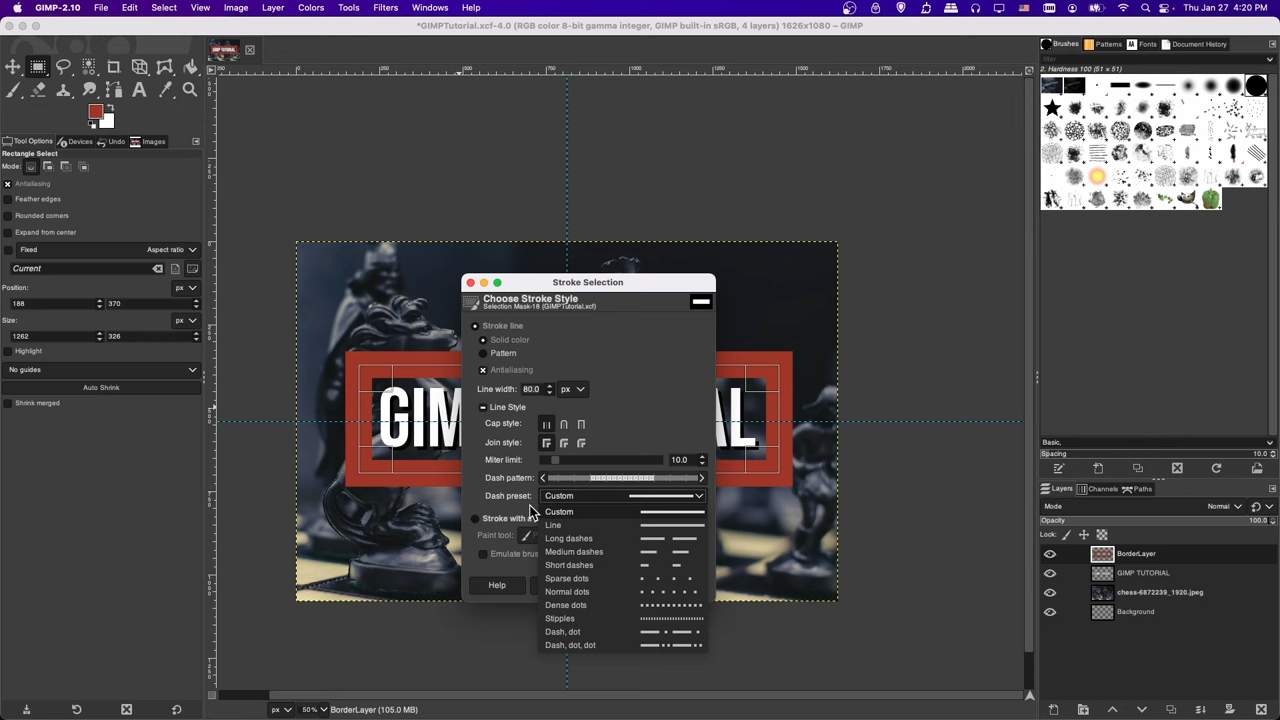 GIMP-2.10 File Edit Select View Image Layer Colors Tools Filters Windows Help
Wed Aug 17 4:20 PM
*GIMPTutorial.xcf-4.0 (RGB color 8-bit gamma integer, GIMP built-in sRGB, 4 layers) 1626x1080 – GIMP
Brushes Patterns Fonts Document History
filter
2. Hardness 100 (51 × 51)
Tool Options Devices Undo Images
Rectangle Select
Mode:
Antialiasing
Feather edges
Rounded corners
Expand from center
Fixed Aspect ratio
Current
Position: px
188 370
Size: px
1262 326
Highlight
No guides
Auto Shrink
Shrink merged
Stroke Selection
Choose Stroke Style
Selection Mask-18 (GIMPTutorial.xcf)
Stroke line
Solid color
Pattern
Antialiasing
Line width: 80.0 px
Line Style
Cap style:
Join style:
Miter limit: 10.0
Dash pattern:
Dash preset: Custom
Custom
Line
Long dashes
Medium dashes
Short dashes
Sparse dots
Normal dots
Dense dots
Stipples
Dash, dot
Dash, dot, dot
Stroke with a
Paint tool:
Emulate brus
Help
Basic,
Spacing 10.0
Layers Channels Paths
Mode Normal
Opacity 100.0
Lock:
BorderLayer
GIMP TUTORIAL
chess-6872239_1920.jpeg
Background
px 50% BorderLayer (105.0 MB)